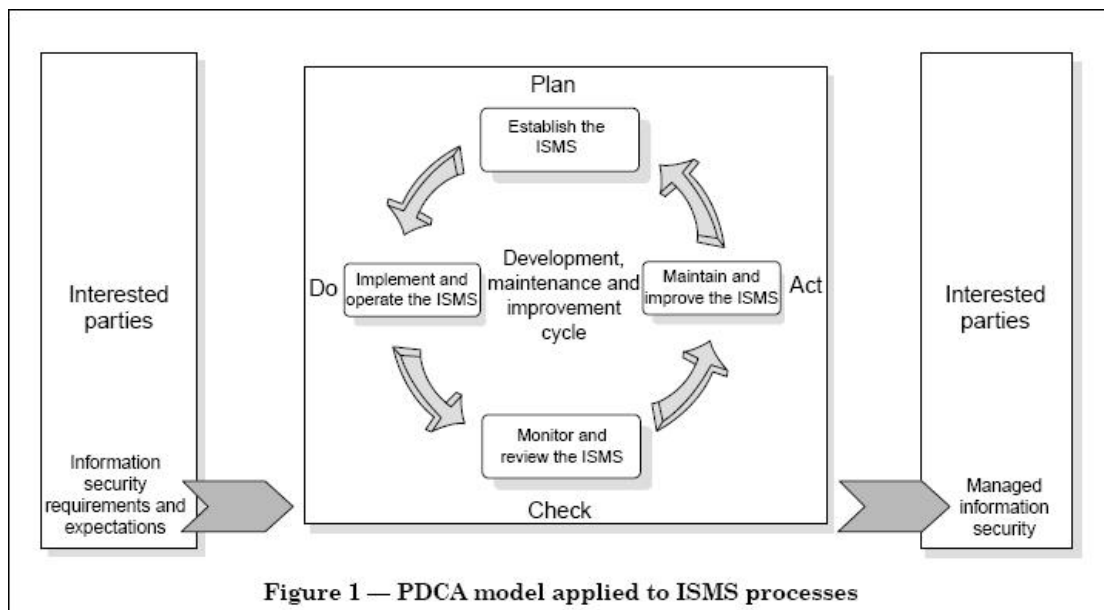 Interested
parties
Information
security
requirements and
expectations
Plan
Establish the
ISMS
Do
Implement and
operate the ISMS
Development,
maintenance and
improvement
cycle
Maintain and
improve the ISMS
Act
Monitor and
review the ISMS
Check
Interested
parties
Managed
information
security
Figure 1 — PDCA model applied to ISMS processes